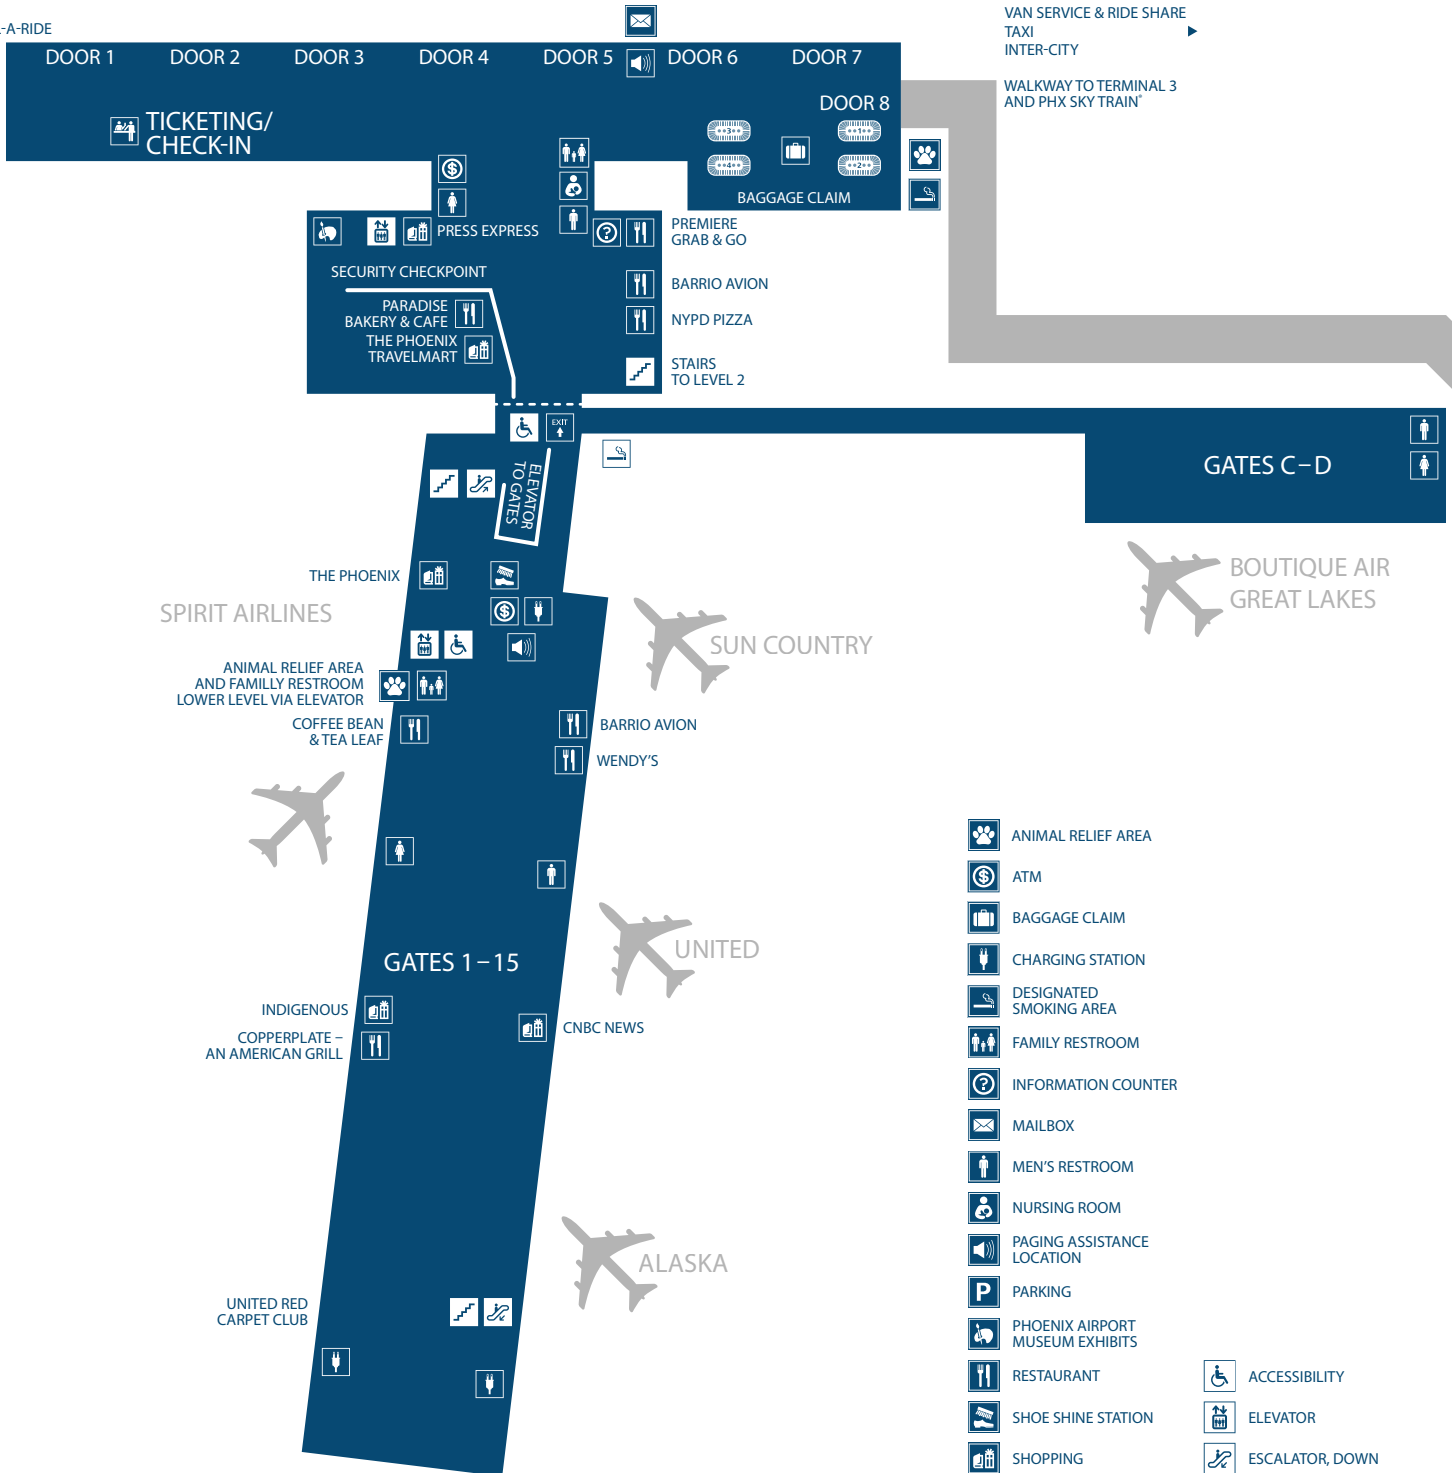 -A-RIDE
VAN SERVICE & RIDE SHARE
TAXI
INTER-CITY
WALKWAY TO TERMINAL 3
AND PHX SKY TRAIN®
DOOR 1
DOOR 2
DOOR 3
DOOR 4
DOOR 5
DOOR 6
DOOR 7
DOOR 8
TICKETING/
CHECK-IN
3
1
4
2
BAGGAGE CLAIM
PRESS EXPRESS
PREMIERE
GRAB & GO
SECURITY CHECKPOINT
BARRIO AVION
PARADISE
BAKERY & CAFE
NYPD PIZZA
THE PHOENIX
TRAVELMART
STAIRS
TO LEVEL 2
EXIT
ELEVATOR
TO GATES
GATES C–D
THE PHOENIX
SPIRIT AIRLINES
BOUTIQUE AIR
GREAT LAKES
SUN COUNTRY
ANIMAL RELIEF AREA
AND FAMILLY RESTROOM
LOWER LEVEL VIA ELEVATOR
COFFEE BEAN
& TEA LEAF
BARRIO AVION
WENDY'S
UNITED
GATES 1–15
INDIGENOUS
COPPERPLATE –
AN AMERICAN GRILL
CNBC NEWS
ALASKA
UNITED RED
CARPET CLUB
ANIMAL RELIEF AREA
ATM
BAGGAGE CLAIM
CHARGING STATION
DESIGNATED
SMOKING AREA
FAMILY RESTROOM
INFORMATION COUNTER
MAILBOX
MEN'S RESTROOM
NURSING ROOM
PAGING ASSISTANCE
LOCATION
P
PARKING
PHOENIX AIRPORT
MUSEUM EXHIBITS
RESTAURANT
SHOE SHINE STATION
SHOPPING
ACCESSIBILITY
ELEVATOR
ESCALATOR, DOWN